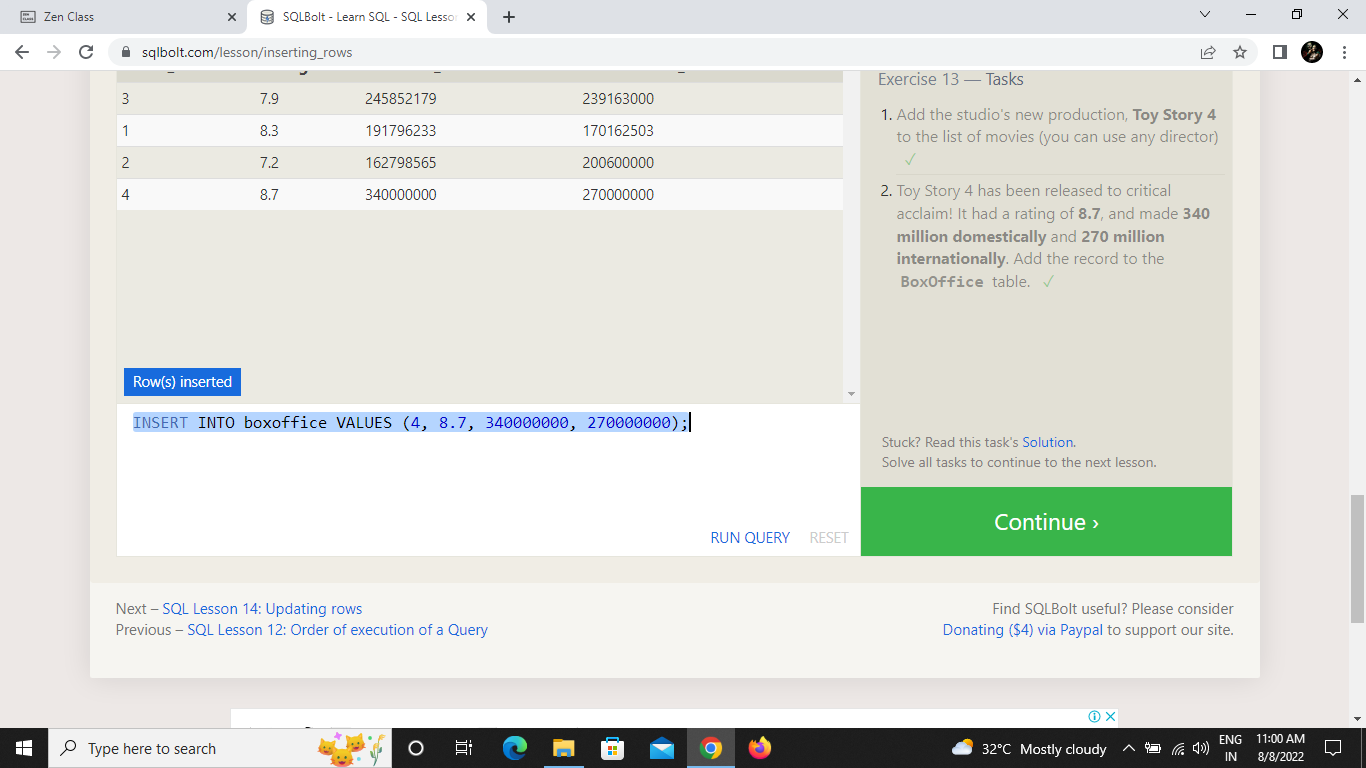 Zen Class
SQLBolt - Learn SQL - SQL Lesson
sqlbolt.com/lesson/inserting_rows
3 7.9 245852179 239163000
1 8.3 191796233 170162503
2 7.2 162798565 200600000
4 8.7 340000000 270000000
Row(s) inserted
INSERT INTO boxoffice VALUES (4, 8.7, 340000000, 270000000);
RUN QUERY RESET
Exercise 13 — Tasks
1. Add the studio's new production, Toy Story 4
to the list of movies (you can use any director)
✓
2. Toy Story 4 has been released to critical
acclaim! It had a rating of 8.7, and made 340
million domestically and 270 million
internationally. Add the record to the
BoxOffice table. ✓
Stuck? Read this task's Solution.
Solve all tasks to continue to the next lesson.
Continue ›
Next – SQL Lesson 14: Updating rows
Previous – SQL Lesson 12: Order of execution of a Query
Find SQLBolt useful? Please consider
Donating ($4) via Paypal to support our site.
Type here to search
32°C Mostly cloudy
ENG
IN
11:00 AM
8/8/2022